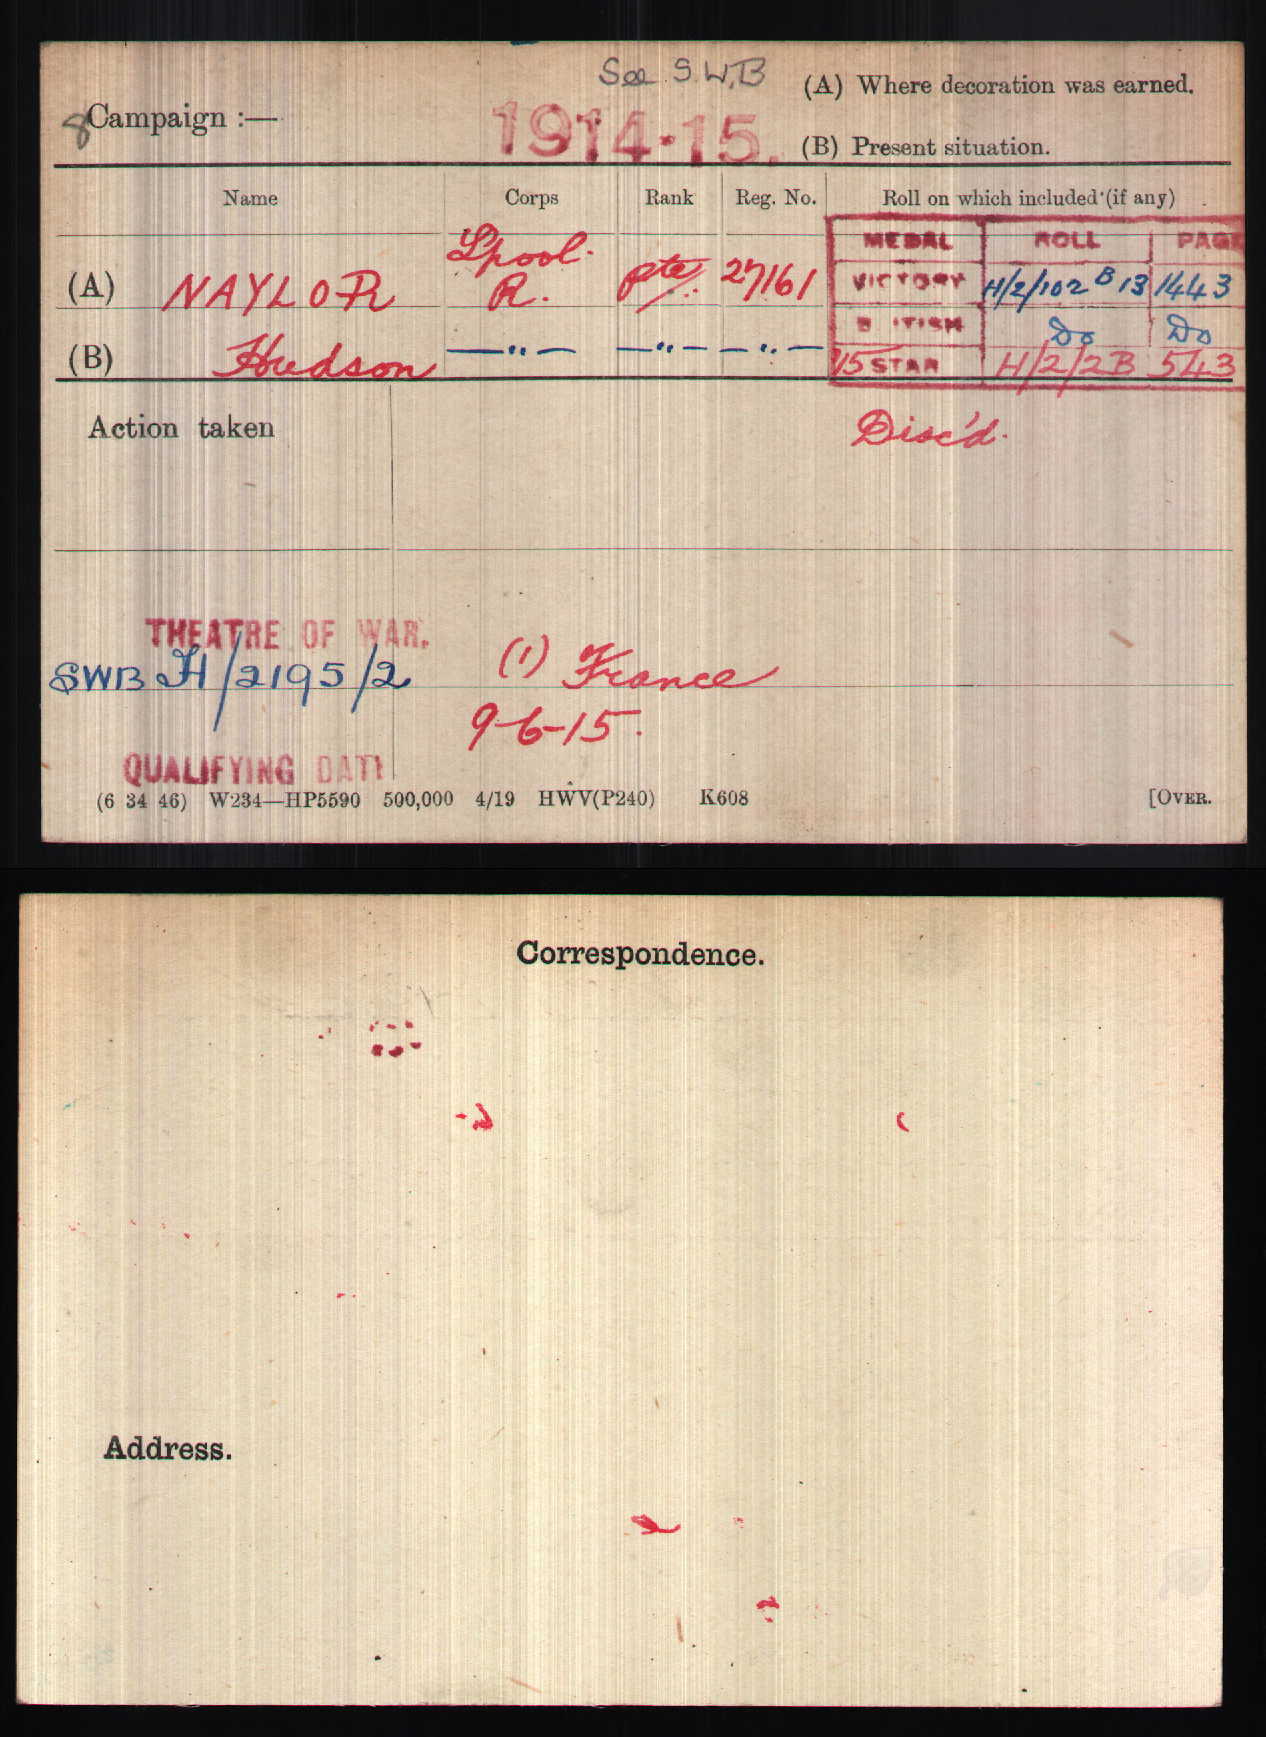 See S.W.B
(A) Where decoration was earned.
8 Campaign :—
1914-15.
(B) Present situation.
Name Corps Rank Reg. No. Roll on which included (if any)
MEDAL ROLL PAGE
(A) NAYLOR L'pool. R. Pte. 27161 VICTORY H/2/102 B 13 1443
BRITISH Do Do
(B) Hudson —"— —"— —"— 15 STAR H/2/2B 543
Action taken Disc'd.
THEATRE OF WAR.
SWB H/2195/2 (1) France
9-6-15.
QUALIFYING DATE
(6 34 46) W234—HP5590 500,000 4/19 HWV(P240) K608 [OVER.
Correspondence.
Address.